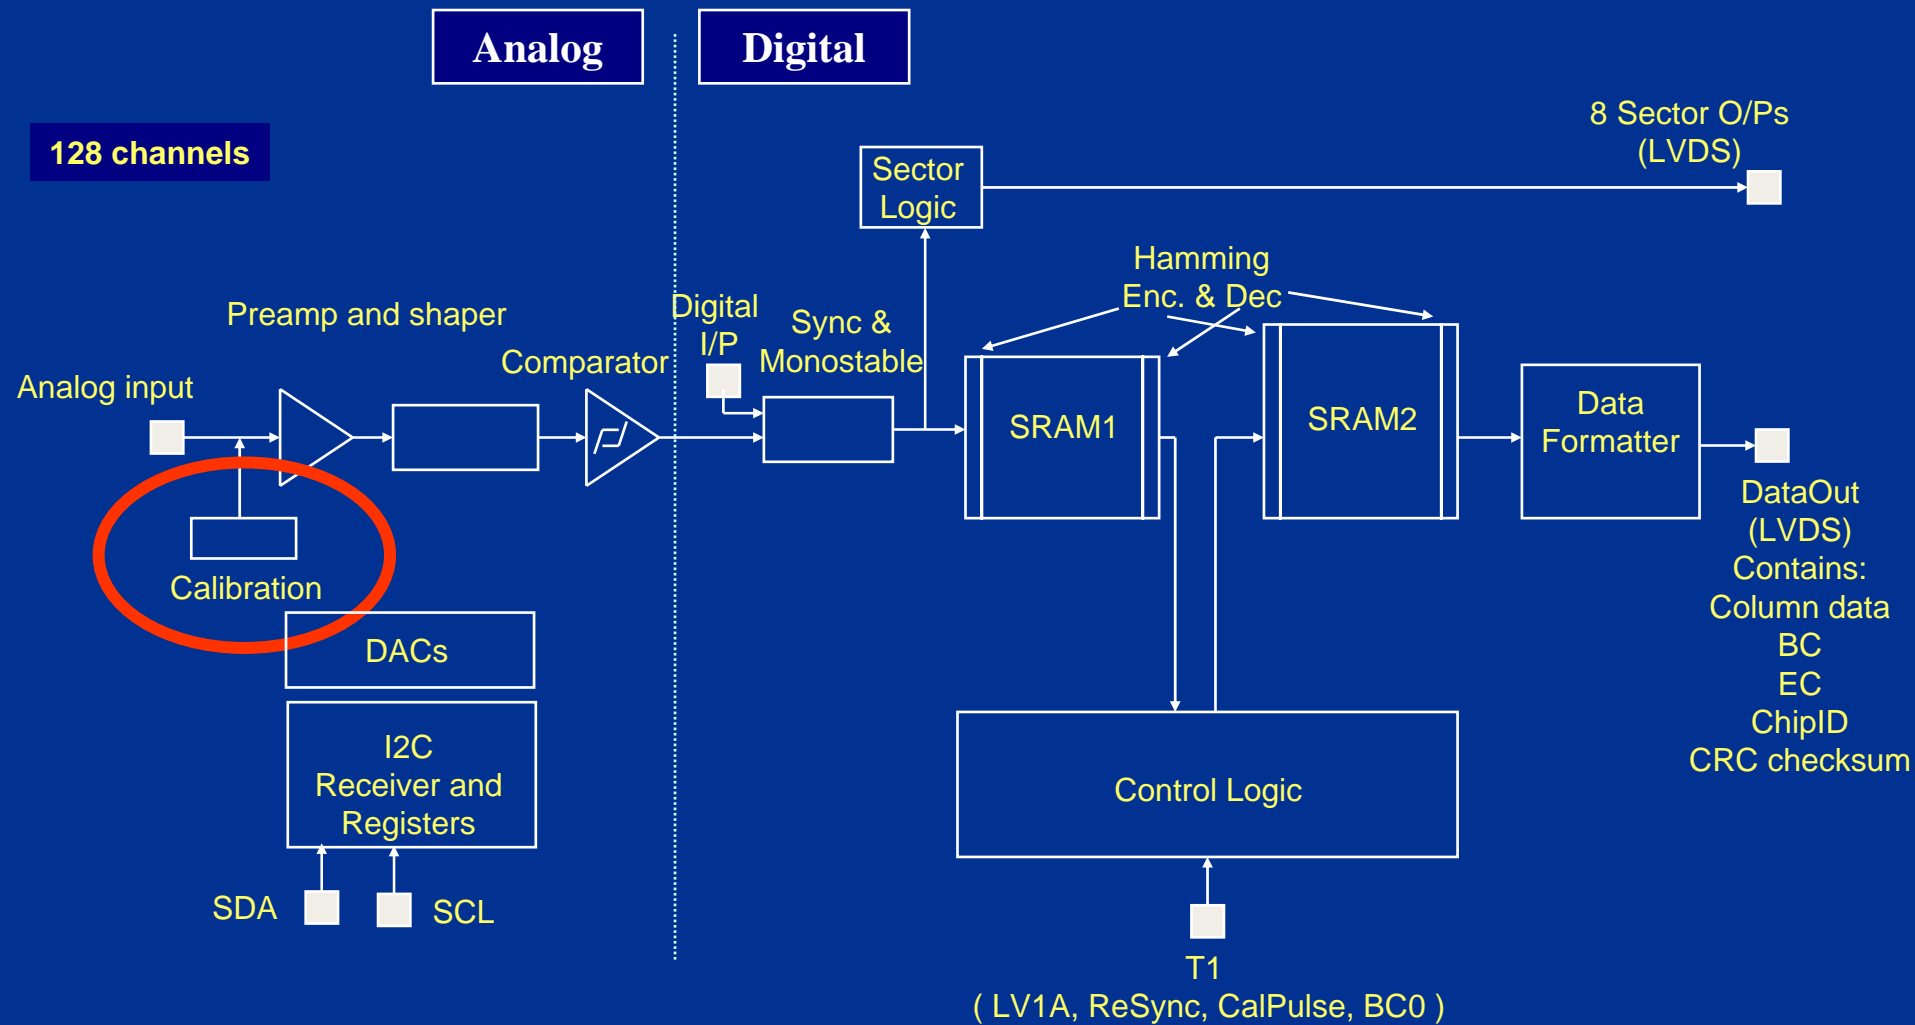 Analog
Digital
128 channels
8 Sector O/Ps
(LVDS)
Sector
Logic
Hamming
Enc. & Dec
Preamp and shaper
Digital
I/P
Sync &
Monostable
Comparator
Analog input
SRAM1
SRAM2
Data
Formatter
DataOut
(LVDS)
Contains:
Column data
BC
EC
ChipID
CRC checksum
Calibration
DACs
I2C
Receiver and
Registers
Control Logic
SDA
SCL
T1
( LV1A, ReSync, CalPulse, BC0 )